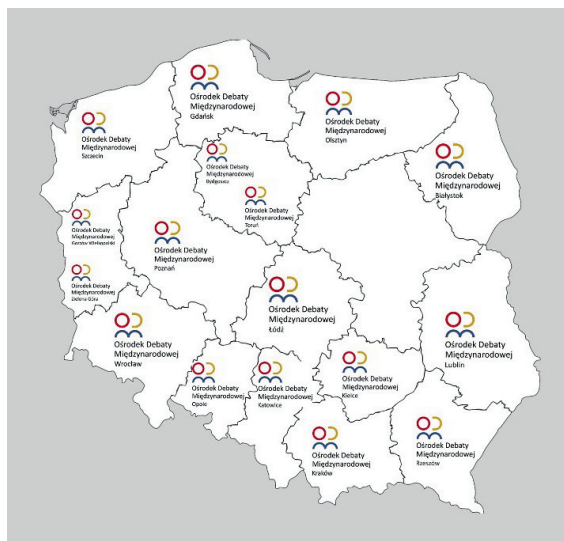 Ośrodek Debaty
Międzynarodowej
Gdańsk
Ośrodek Debaty
Międzynarodowej
Olsztyn
Ośrodek Debaty
Międzynarodowej
Szczecin
Ośrodek Debaty
Międzynarodowej
Bydgoszcz
Ośrodek Debaty
Międzynarodowej
Białystok
Ośrodek Debaty
Międzynarodowej
Toruń
Ośrodek Debaty
Międzynarodowej
Gorzów Wielkopolski
Ośrodek Debaty
Międzynarodowej
Poznań
Ośrodek Debaty
Międzynarodowej
Zielona Góra
Ośrodek Debaty
Międzynarodowej
Łódź
Ośrodek Debaty
Międzynarodowej
Wrocław
Ośrodek Debaty
Międzynarodowej
Lublin
Ośrodek Debaty
Międzynarodowej
Opole
Ośrodek Debaty
Międzynarodowej
Katowice
Ośrodek Debaty
Międzynarodowej
Kielce
Ośrodek Debaty
Międzynarodowej
Kraków
Ośrodek Debaty
Międzynarodowej
Rzeszów